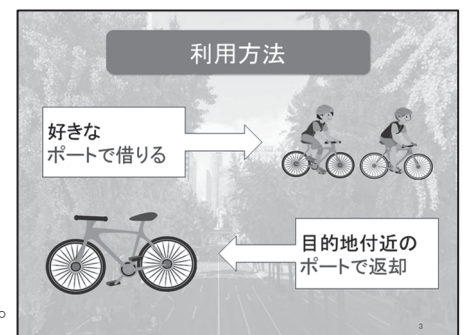 利用方法
好きな
ポートで借りる
目的地付近の
ポートで返却
3
。